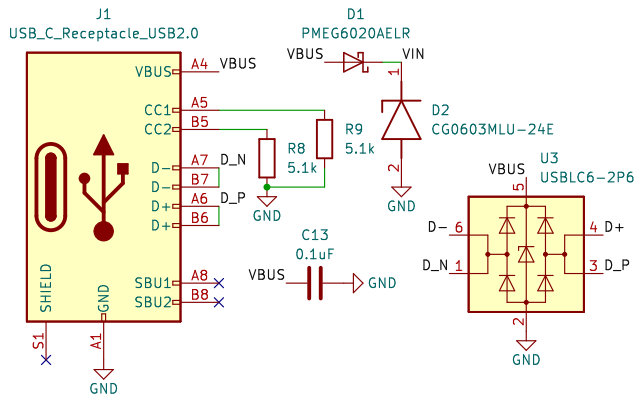 J1
USB_C_Receptacle_USB2.0
VBUS
A4
VBUS
CC1
A5
CC2
B5
D-
A7
D_N
D-
B7
D+
A6
D_P
D+
B6
SBU1
A8
SBU2
B8
SHIELD
GND
S1
A1
GND
R8
5.1k
R9
5.1k
GND
D1
PMEG6020AELR
VBUS
VIN
1
D2
CG0603MLU-24E
2
GND
C13
0.1uF
VBUS
GND
U3
USBLC6-2P6
VBUS
5
D-
6
4
D+
D_N
1
3
D_P
2
GND